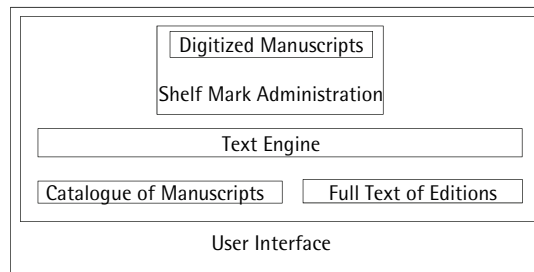 Digitized Manuscripts
Shelf Mark Administration
Text Engine
Catalogue of Manuscripts
Full Text of Editions
User Interface